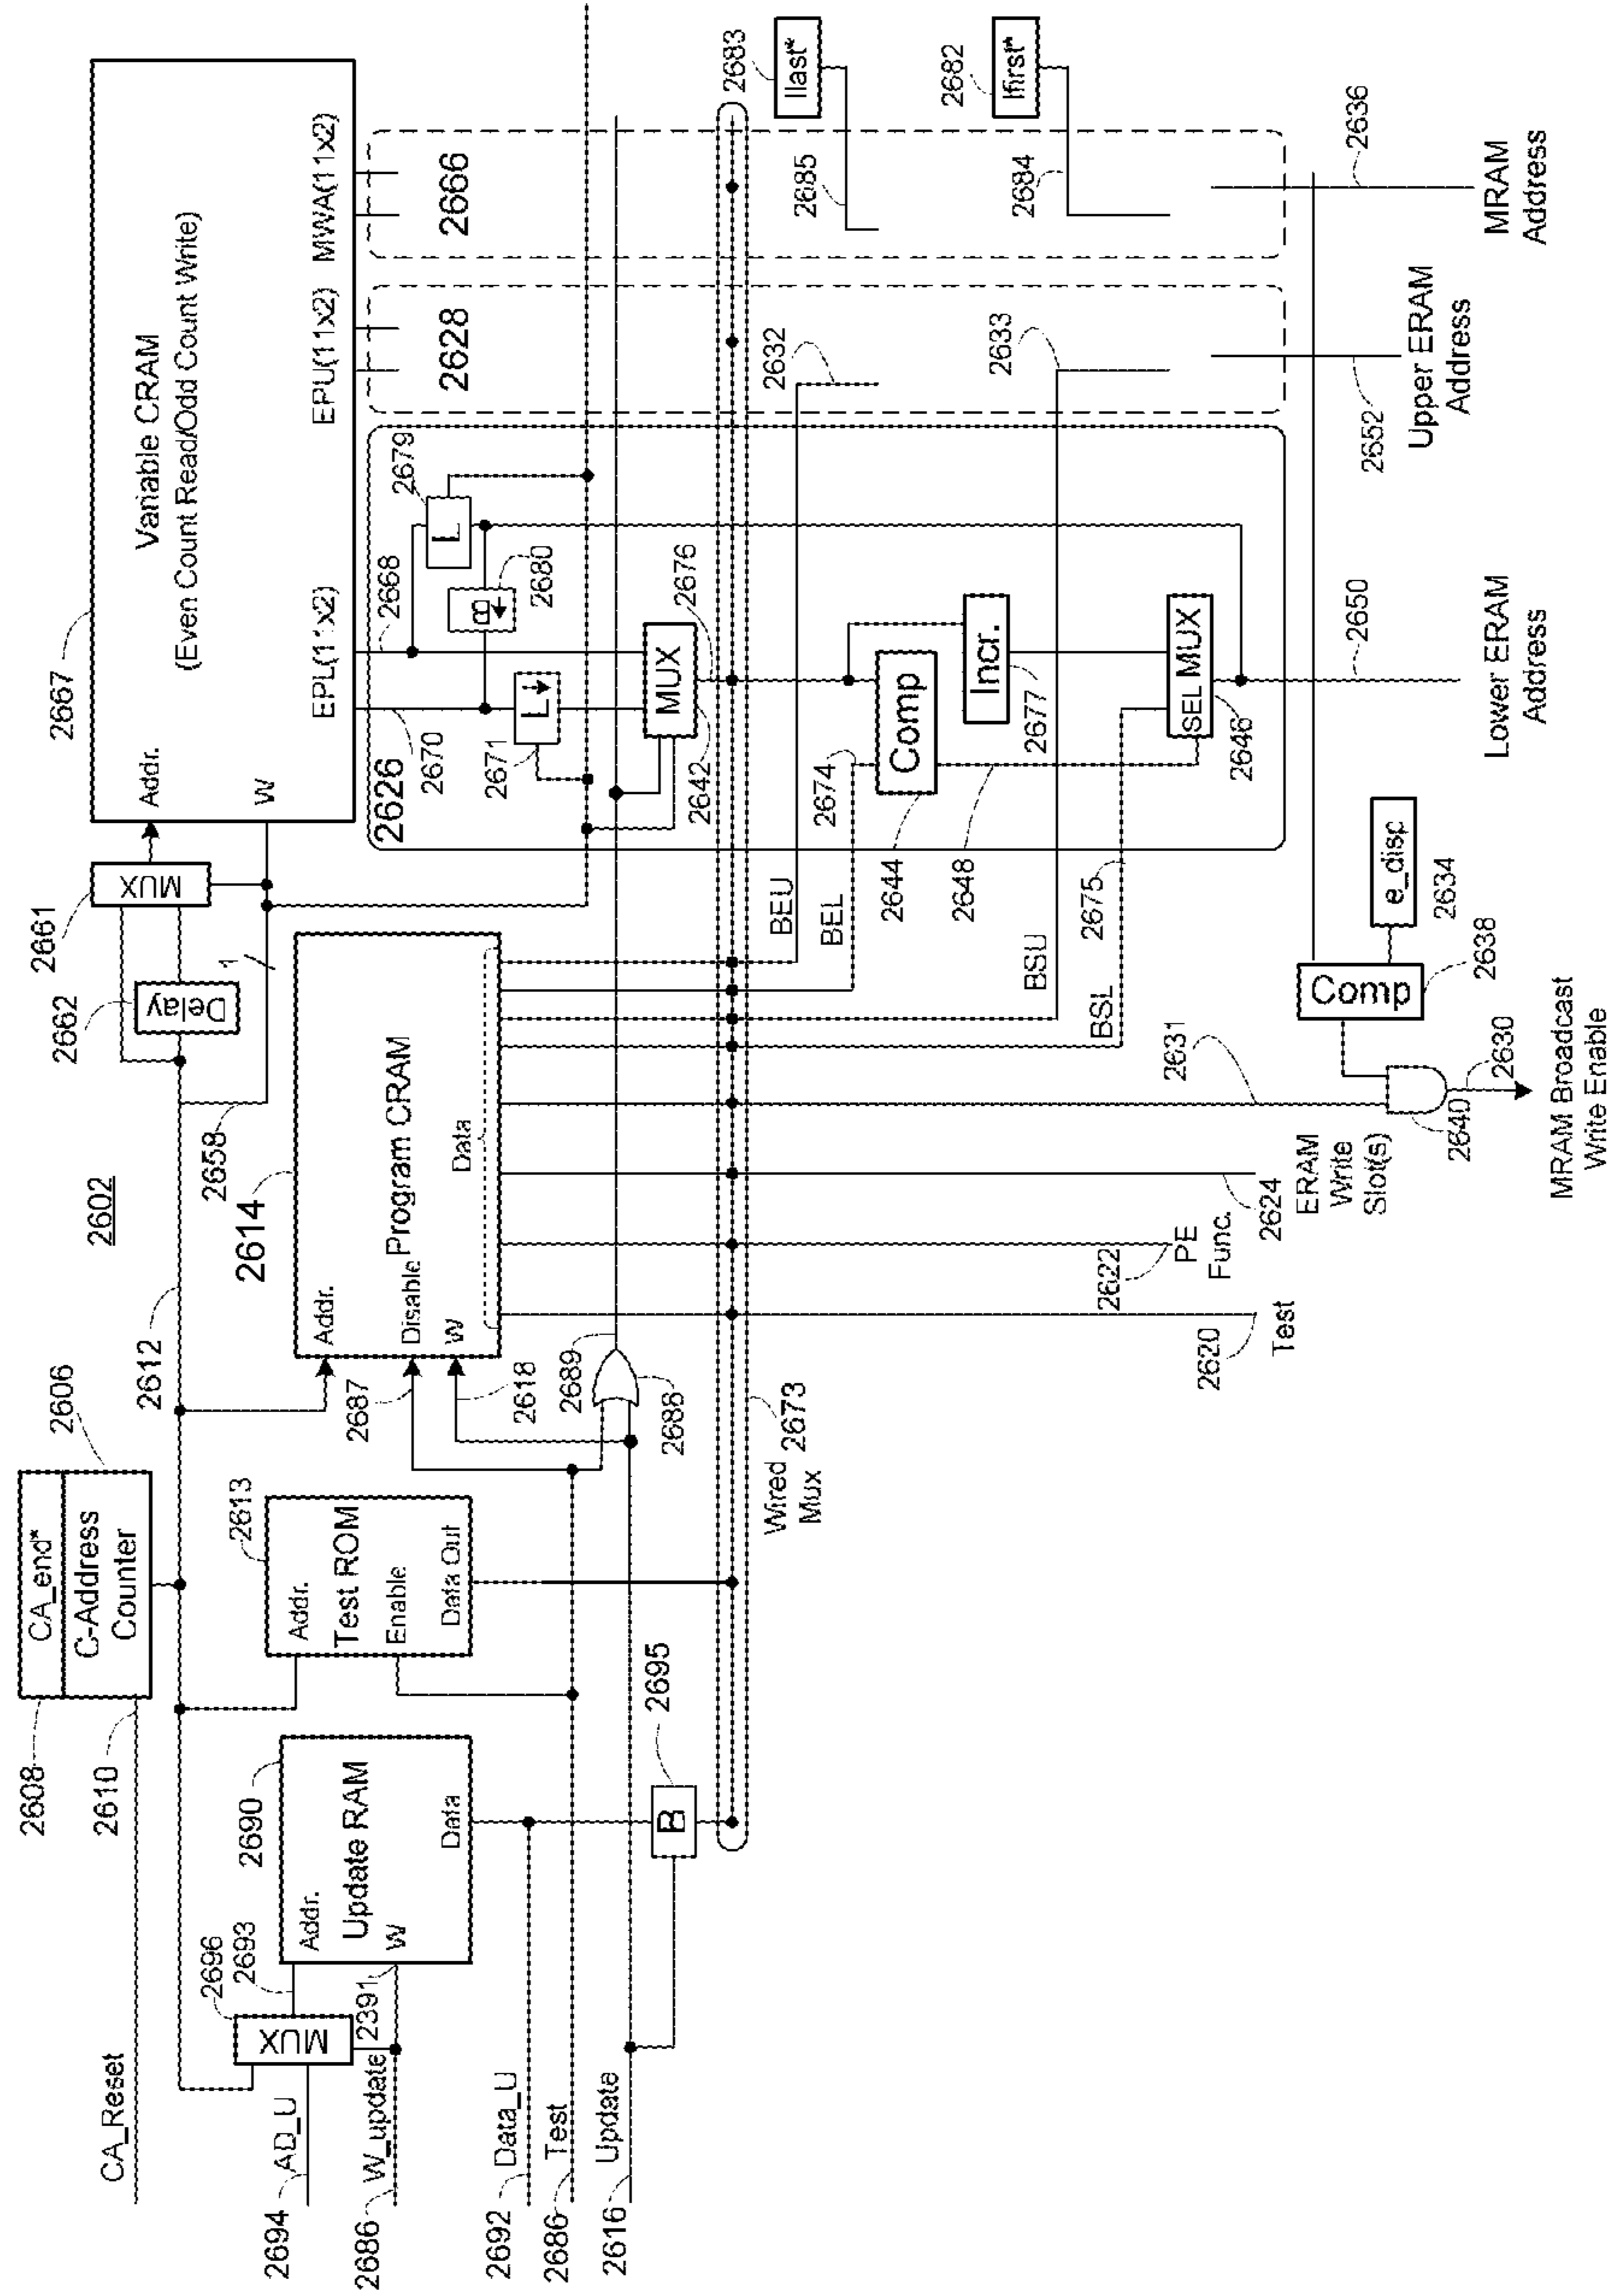 2602
CA_Reset
2608
2610
CA_end*
C-Address
Counter
2606
2612
2694
AD_U
2696
2693
MUX
2391
W_update
2686
2690
Addr.
Update RAM
W
Data
2692
Data_U
2686
Test
2616
Update
2695
B
2613
Addr.
Test ROM
Enable
Data Out
2687
2618
2689
2688
Wired
Mux
2673
2614
Addr.
Disable
Program CRAM
W
Data
2658
2662
Delay
1
2661
MUX
2667
Addr.
Variable CRAM
(Even Count Read/Odd Count Write)
W
EPL(11x2)
EPU(11x2)
MWA(11x2)
2626
2670
2668
2671
L
2679
L
2680
B
2642
MUX
2676
2628
2666
2683
Ilast*
2685
2682
Ifirst*
2684
2632
2633
BEU
BEL
2674
2644
Comp
2648
Incr.
2677
BSU
BSL
2675
SEL
MUX
2646
2650
Lower ERAM
Address
2652
Upper ERAM
Address
2636
MRAM
Address
e_disp
2634
Comp
2638
2631
2640
2630
MRAM Broadcast
Write Enable
ERAM
Write
Slot(s)
2624
PE
Func.
2622
2620
Test